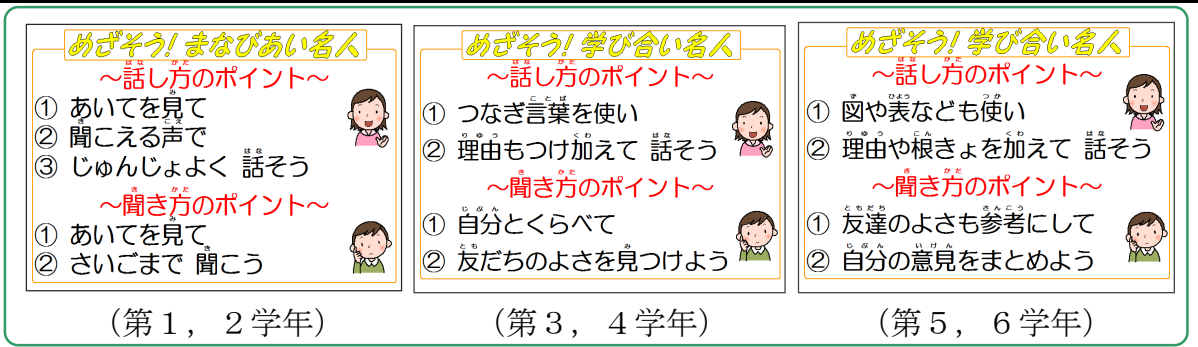 めざそう！まなびあい名人
～話し方のポイント～
① あいてを見て
② 聞こえる声で
③ じゅんじょよく 話そう
～聞き方のポイント～
① あいてを見て
② さいごまで 聞こう
（第１，２学年）
めざそう！学び合い名人
～話し方のポイント～
① つなぎ言葉を使い
② 理由もつけ加えて 話そう
～聞き方のポイント～
① 自分とくらべて
② 友だちのよさを見つけよう
（第３，４学年）
めざそう！学び合い名人
～話し方のポイント～
① 図や表なども使い
② 理由や根きょを加えて 話そう
～聞き方のポイント～
① 友達のよさも参考にして
② 自分の意見をまとめよう
（第５，６学年）